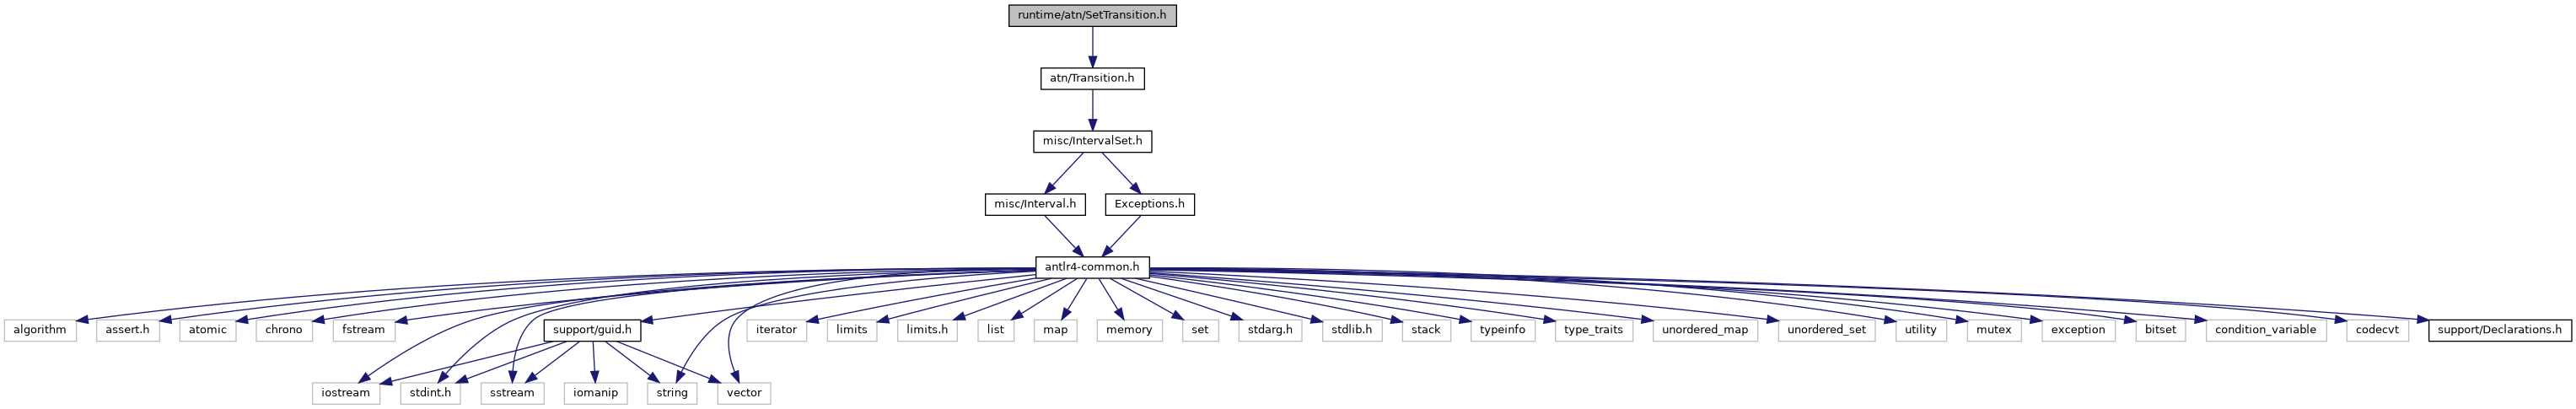 runtime/atn/SetTransition.h
atn/Transition.h
misc/IntervalSet.h
misc/Interval.h
Exceptions.h
antlr4-common.h
algorithm
assert.h
atomic
chrono
fstream
support/guid.h
iterator
limits
limits.h
list
map
memory
set
stdarg.h
stdlib.h
stack
typeinfo
type_traits
unordered_map
unordered_set
utility
mutex
exception
bitset
condition_variable
codecvt
support/Declarations.h
iostream
stdint.h
sstream
iomanip
string
vector